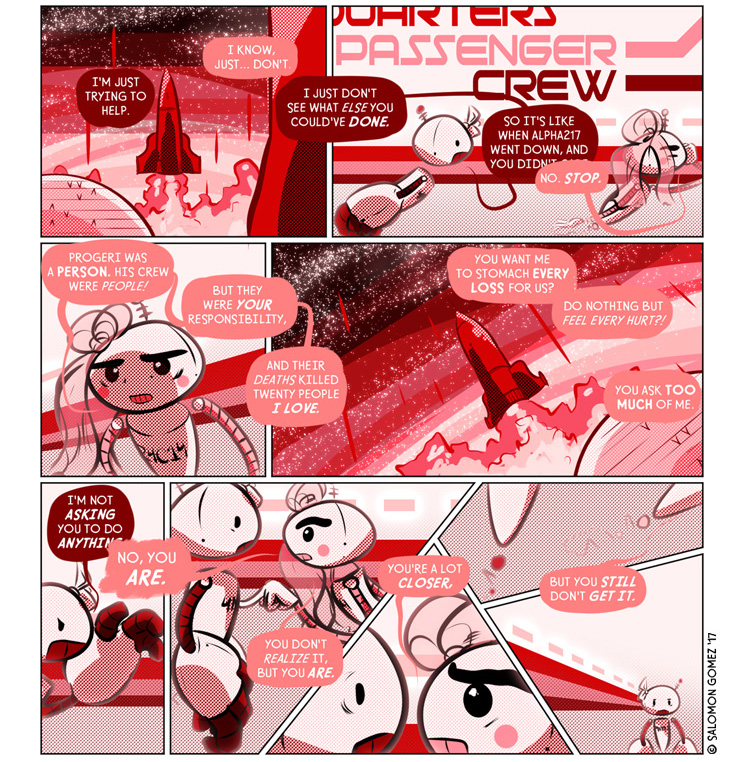 I'M JUST
TRYING TO
HELP.
I KNOW,
JUST... DON'T.
QUARTERS
PASSENGER
CREW
I JUST DON'T
SEE WHAT ELSE YOU
COULD'VE DONE.
SO IT'S LIKE
WHEN ALPHA217
WENT DOWN, AND
YOU DIDN'T
NO. STOP.
PROGERI WAS
A PERSON. HIS CREW
WERE PEOPLE!
BUT THEY
WERE YOUR
RESPONSIBILITY,
AND THEIR
DEATHS KILLED
TWENTY PEOPLE
I LOVE.
YOU WANT ME
TO STOMACH EVERY
LOSS FOR US?
DO NOTHING BUT
FEEL EVERY HURT?!
YOU ASK TOO
MUCH OF ME.
I'M NOT
ASKING
YOU TO DO
ANYTHING
NO, YOU
ARE.
YOU DON'T
REALIZE IT,
BUT YOU ARE.
YOU'RE A LOT
CLOSER,
BUT YOU STILL
DON'T GET IT.
© SALOMON GOMEZ '17